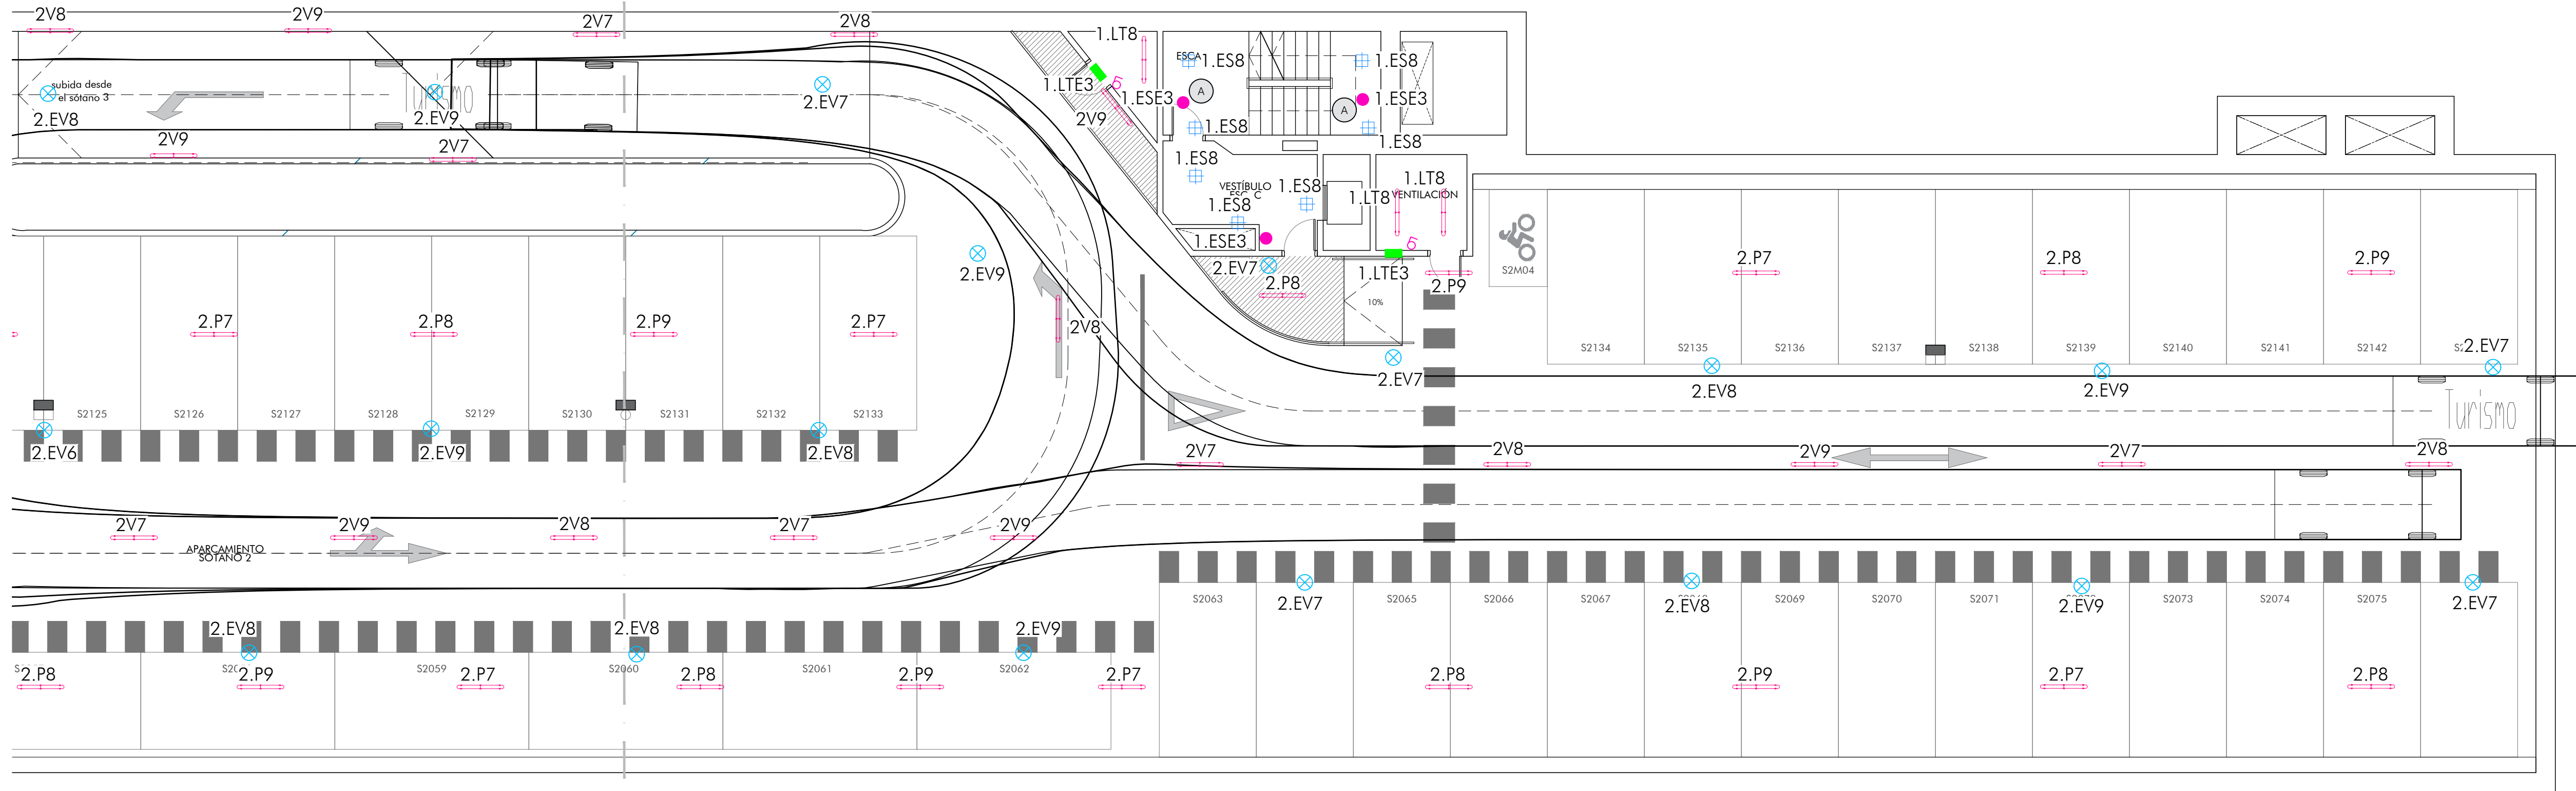 2V8
2V9
2V7
2V8
1.LT8
ESCA
1.ES8
1.ES8
subida desde
el sótano 3
Turismo
1.LTE3
1.ESE3
A
A
1.ESE3
2.EV8
2.EV9
2.EV7
2V9
1.ES8
1.ES8
2V9
2V7
1.ES8
VESTÍBULO
ESC. C
1.ES8
1.LT8
1.LT8
VENTILACIÓN
1.ES8
1.ESE3
2.EV9
2.EV7
1.LTE3
2.P8
2.P9
10%
S2M04
2.P7
2.P8
2.P9
2.P7
2.P8
2.P9
2.P7
2V8
S2134
S2135
S2136
S2137
S2138
S2139
S2140
S2141
S2142
2.EV7
2.EV7
2.EV8
2.EV9
Turismo
S2125
S2126
S2127
S2128
S2129
S2130
S2131
S2132
S2133
2.EV6
2.EV9
2.EV8
2V7
2V8
2V9
2V7
2V8
2V7
2V9
2V8
2V7
2V9
APARCAMIENTO
SÓTANO 2
S2063
2.EV7
S2065
S2066
S2067
2.EV8
S2069
S2070
S2071
2.EV9
S2073
S2074
S2075
2.EV7
2.EV8
2.EV8
2.EV9
2.P8
2.P9
S2059
2.P7
S2060
2.P8
S2061
2.P9
S2062
2.P7
2.P8
2.P9
2.P7
2.P8